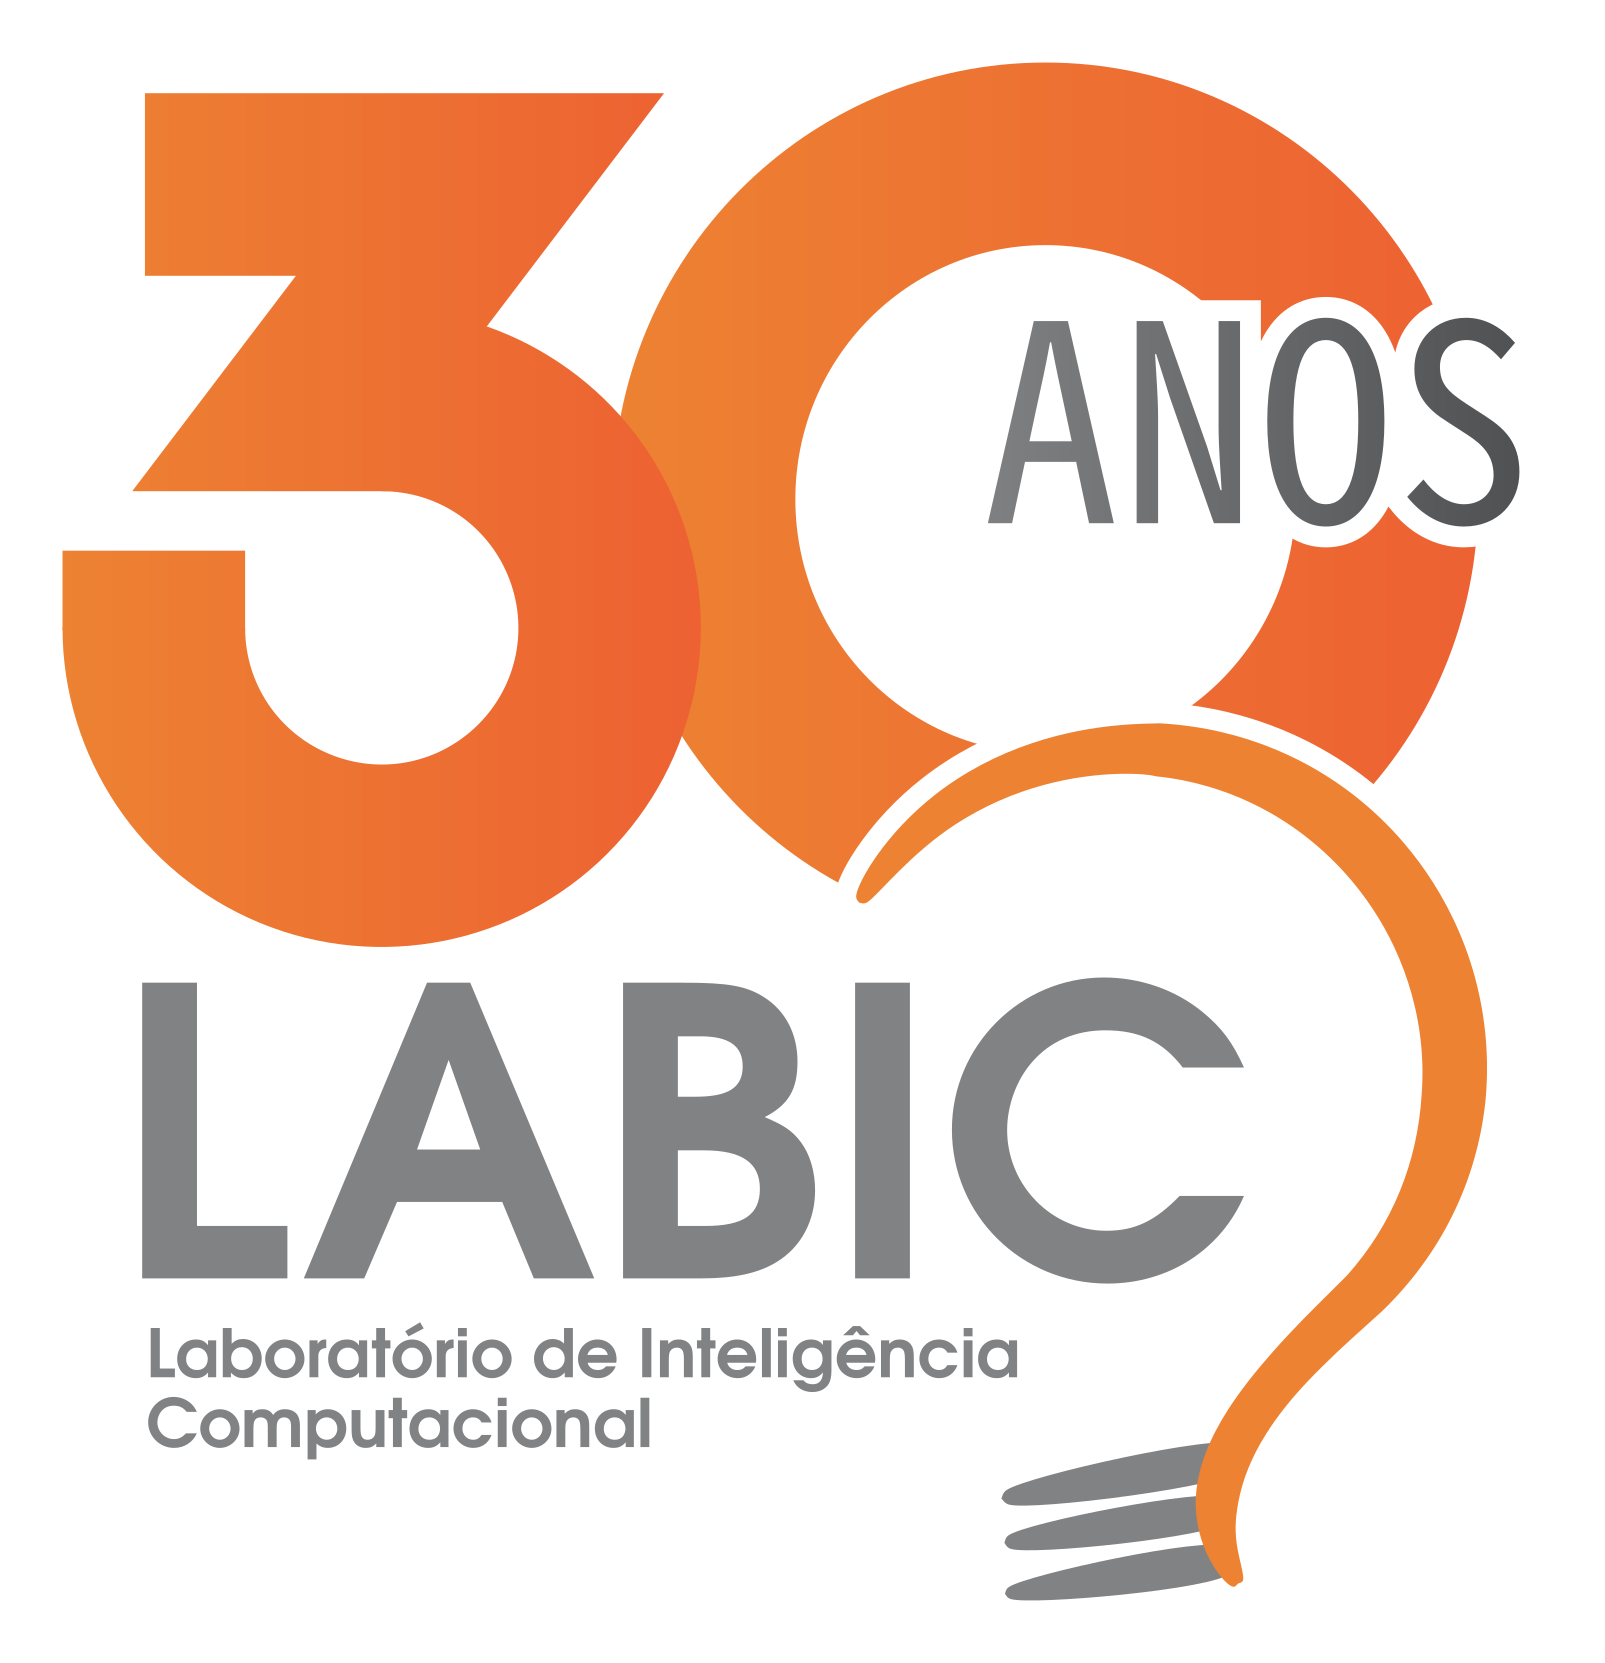 30
ANOS
LABIC
Laboratório de Inteligência
Computacional